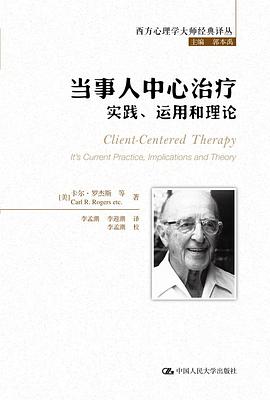 西方心理学大师经典译丛
主编 郭本禹
当事人中心治疗
实践、运用和理论
Client-Centered Therapy
It's Current Practice, Implications and Theory
[美]卡尔·罗杰斯 等 著
Carl R. Rogers etc.
李孟潮 李迎潮 译
李孟潮 校
中国人民大学出版社